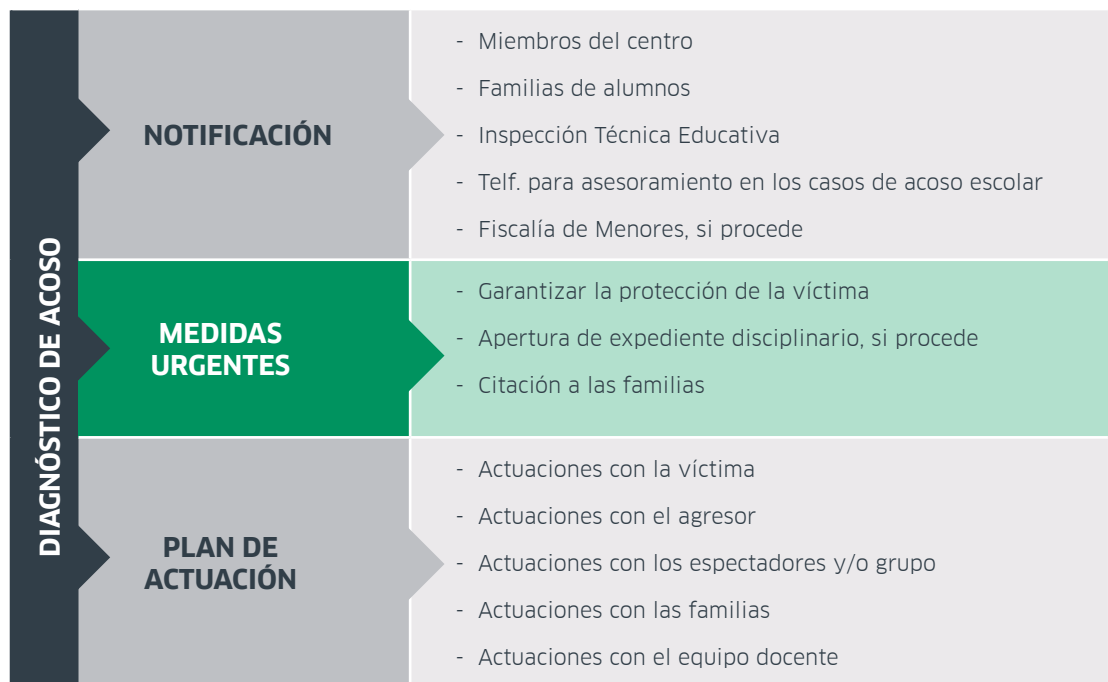 DIAGNÓSTICO DE ACOSO
NOTIFICACIÓN
- Miembros del centro
- Familias de alumnos
- Inspección Técnica Educativa
- Telf. para asesoramiento en los casos de acoso escolar
- Fiscalía de Menores, si procede
MEDIDAS
URGENTES
- Garantizar la protección de la víctima
- Apertura de expediente disciplinario, si procede
- Citación a las familias
PLAN DE
ACTUACIÓN
- Actuaciones con la víctima
- Actuaciones con el agresor
- Actuaciones con los espectadores y/o grupo
- Actuaciones con las familias
- Actuaciones con el equipo docente